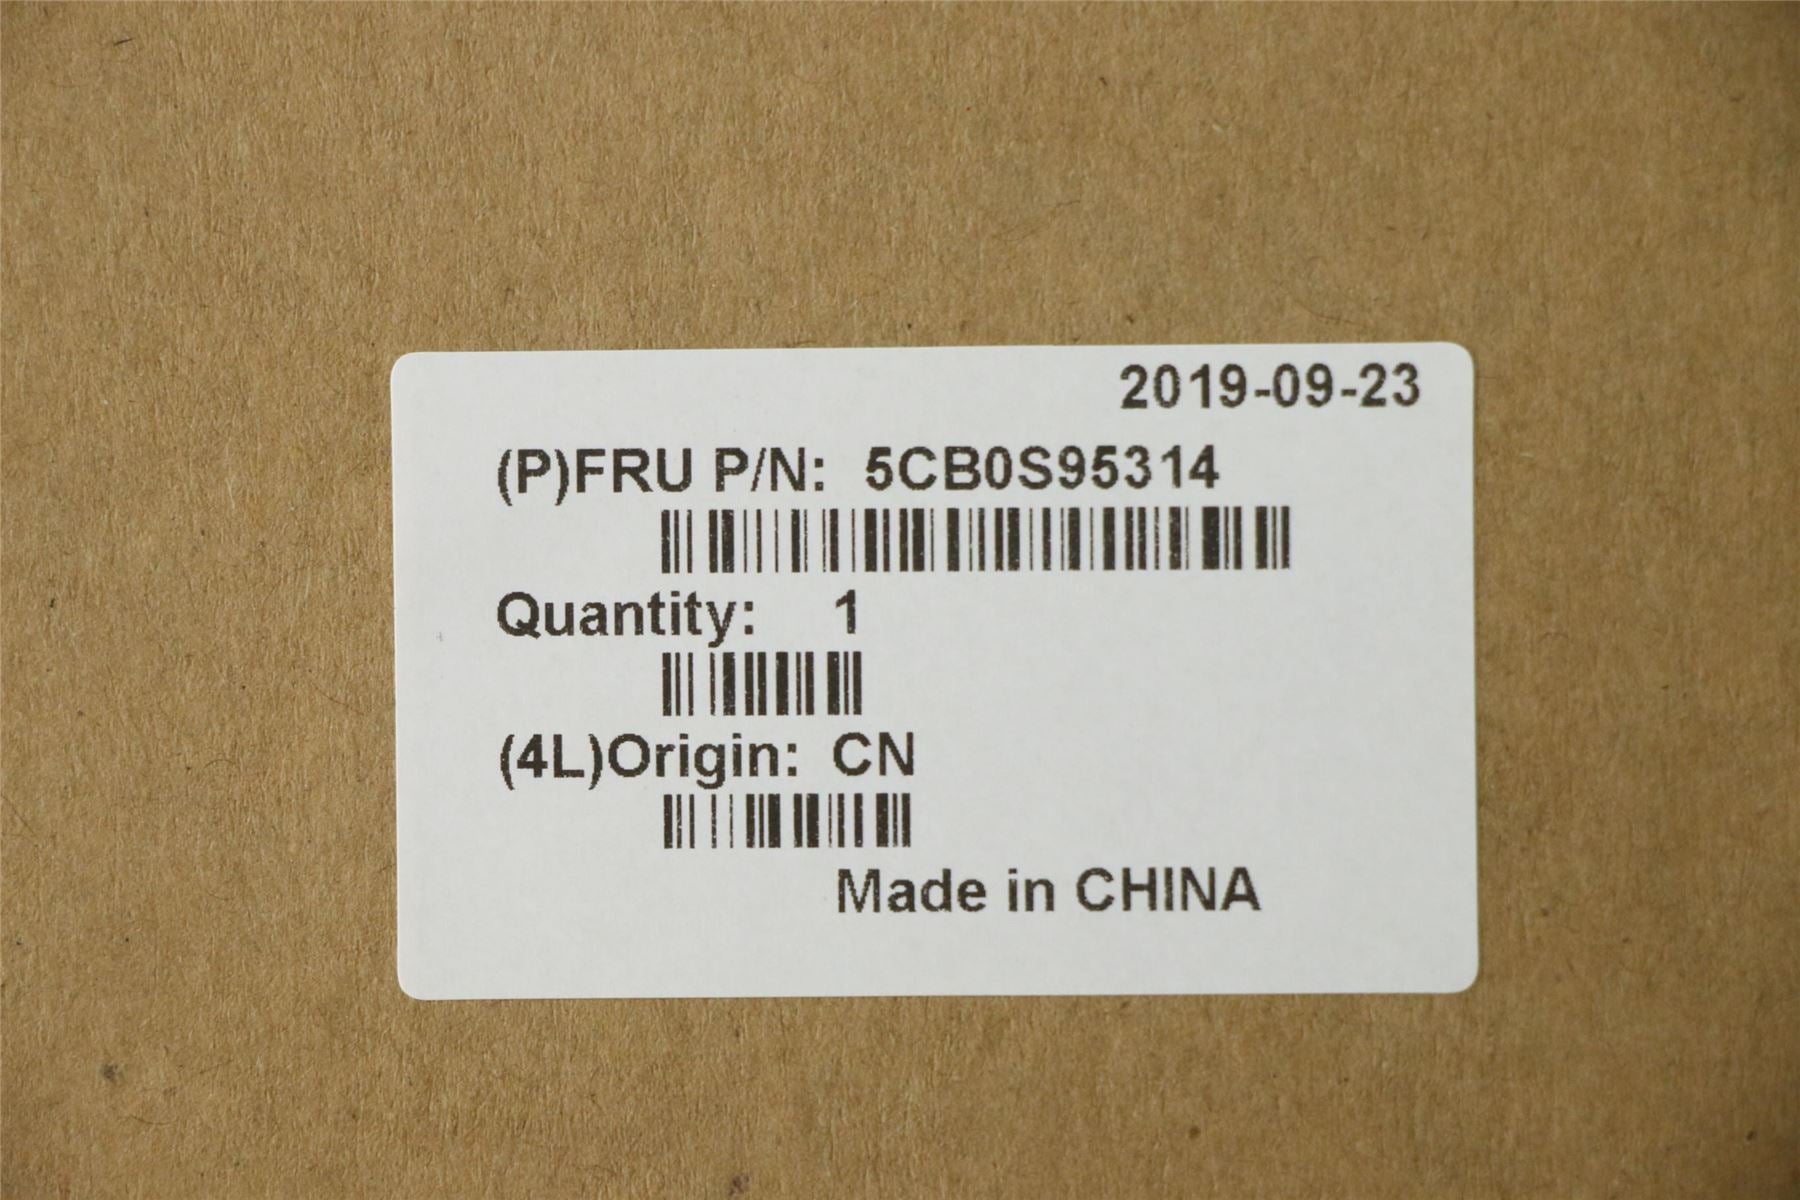 2019-09-23
(P)FRU P/N: 5CB0S95314
Quantity: 1
(4L)Origin: CN
Made in CHINA